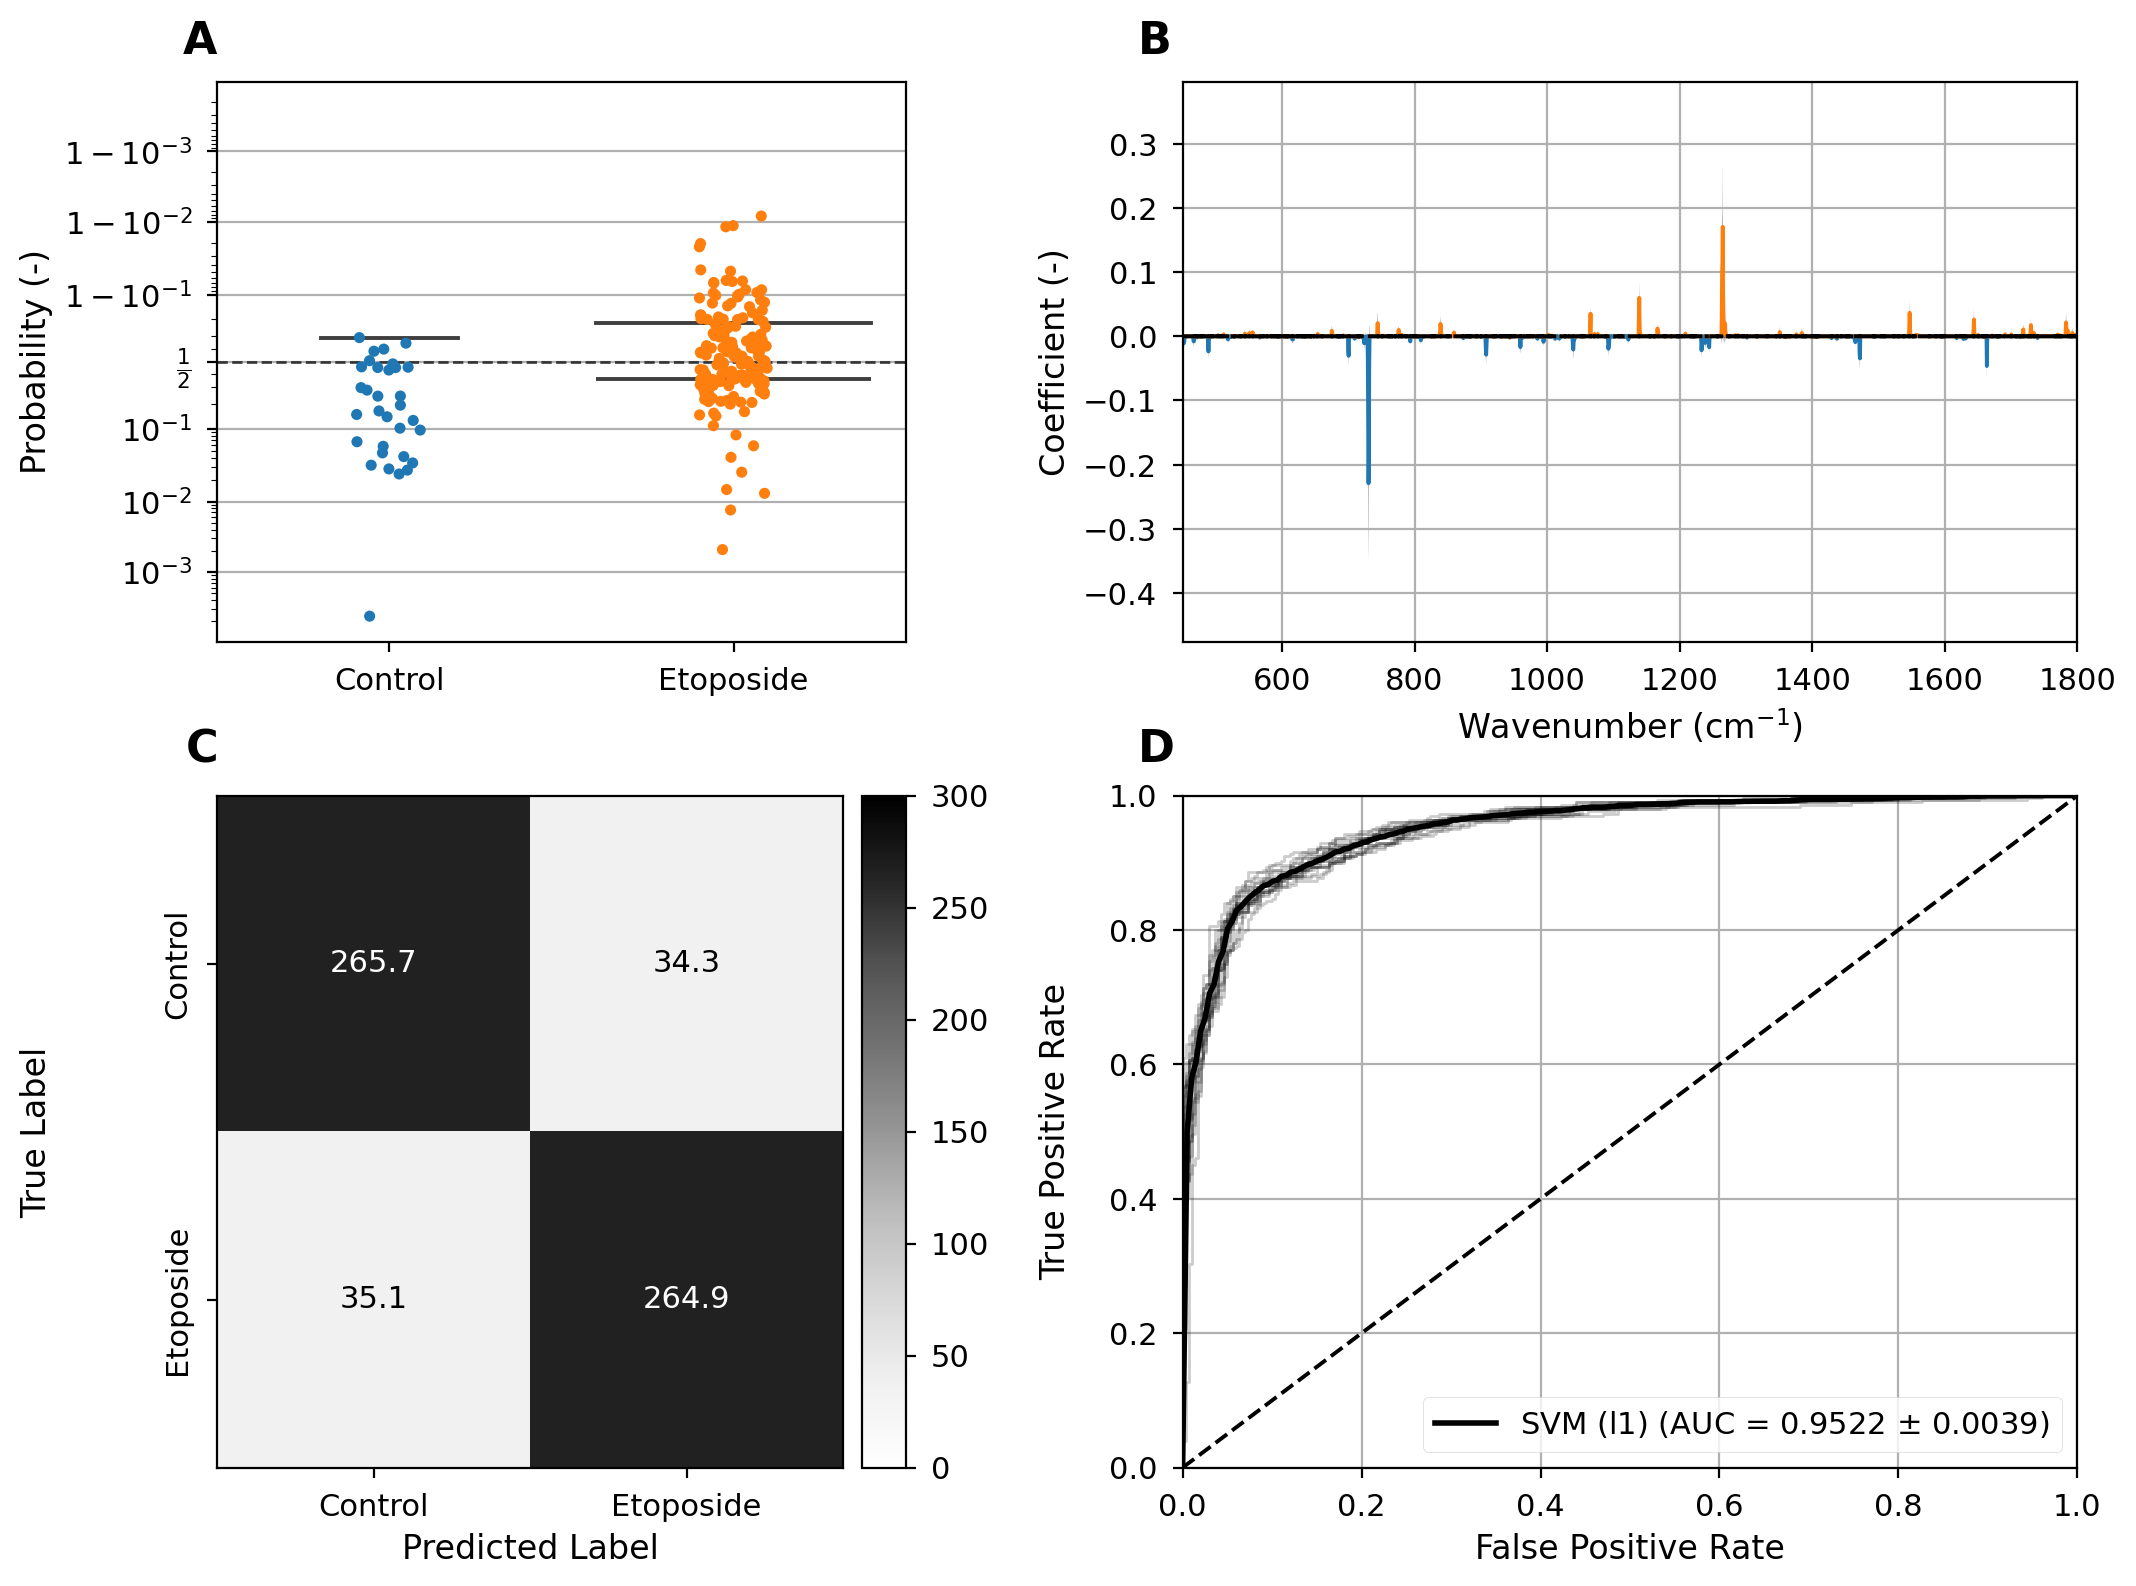 A
Probability (-)
1 − 10⁻³
1 − 10⁻²
1 − 10⁻¹
1/2
10⁻¹
10⁻²
10⁻³
Control Etoposide
B
Coefficient (-)
0.3
0.2
0.1
0.0
−0.1
−0.2
−0.3
−0.4
600 800 1000 1200 1400 1600 1800
Wavenumber (cm⁻¹)
C
True Label
Control
Etoposide
265.7 34.3
35.1 264.9
Control Etoposide
Predicted Label
300
250
200
150
100
50
0
D
True Positive Rate
1.0
0.8
0.6
0.4
0.2
0.0
SVM (l1) (AUC = 0.9522 ± 0.0039)
0.0 0.2 0.4 0.6 0.8 1.0
False Positive Rate